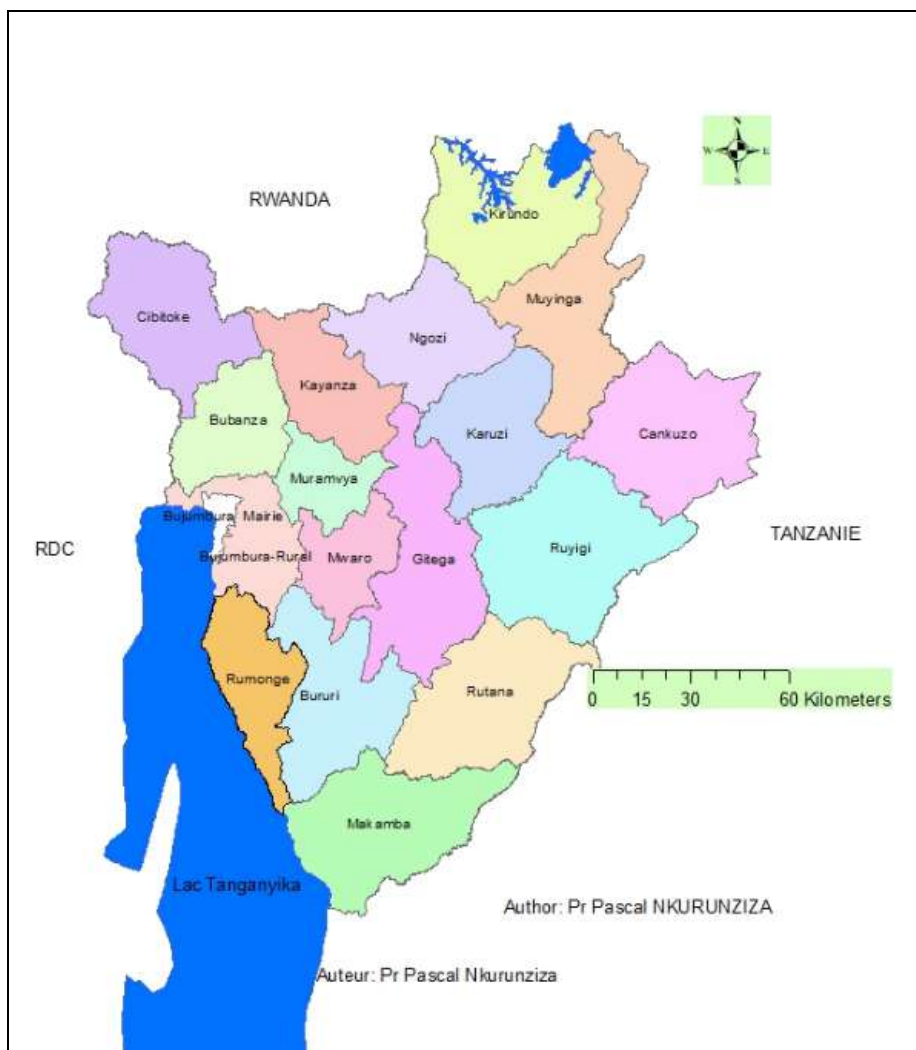 N
W E
S
RWANDA
Kirundo
Muyinga
Cibitoke
Ngozi
Kayanza
Bubanza
Karuzi
Cankuzo
Muramvya
Bujumbura Mairie
RDC
TANZANIE
Bujumbura-Rural
Mwaro
Gitega
Ruyigi
Rumonge
Bururi
Rutana
0 15 30 60 Kilometers
Makamba
Lac Tanganyika
Author: Pr Pascal NKURUNZIZA
Auteur: Pr Pascal Nkurunziza